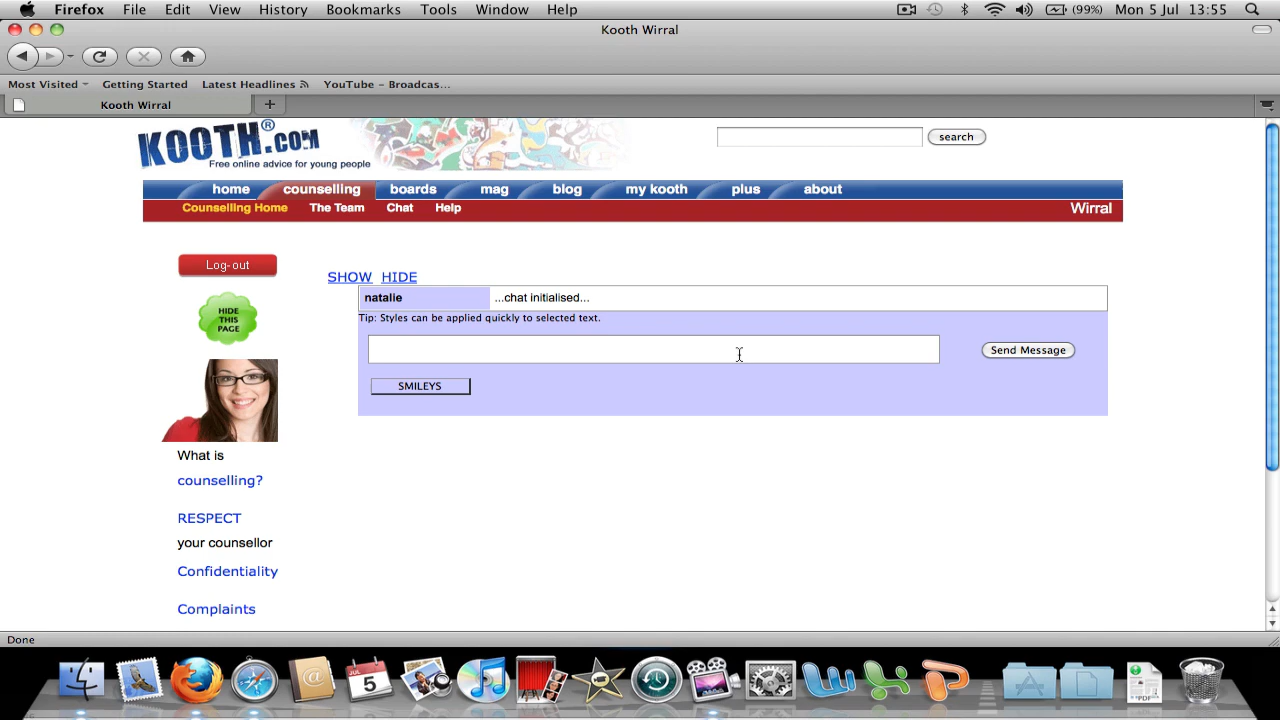 Firefox File Edit View History Bookmarks Tools Window Help (99%) Mon 5 Jul 13:55
Kooth Wirral
Most Visited Getting Started Latest Headlines YouTube – Broadcas...
Kooth Wirral
KOOTH®.COM
Free online advice for young people
search
home counselling boards mag blog my kooth plus about
Counselling Home The Team Chat Help Wirral
Log-out
HIDE
THIS
PAGE
SHOW HIDE
natalie ...chat initialised...
Tip: Styles can be applied quickly to selected text.
Send Message
SMILEYS
What is
counselling?
RESPECT
your counsellor
Confidentiality
Complaints
Done
JUL
5
PDF